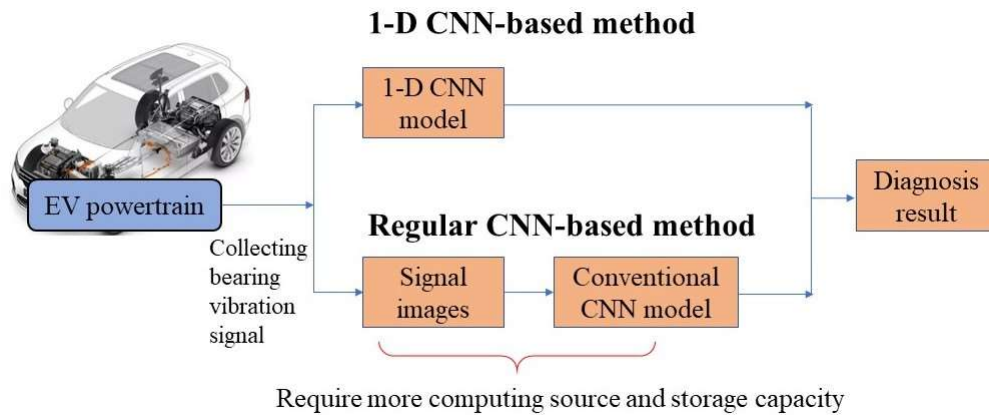 1-D CNN-based method
1-D CNN
model
EV powertrain
Collecting
bearing
vibration
signal
Regular CNN-based method
Signal
images
Conventional
CNN model
Diagnosis
result
Require more computing source and storage capacity